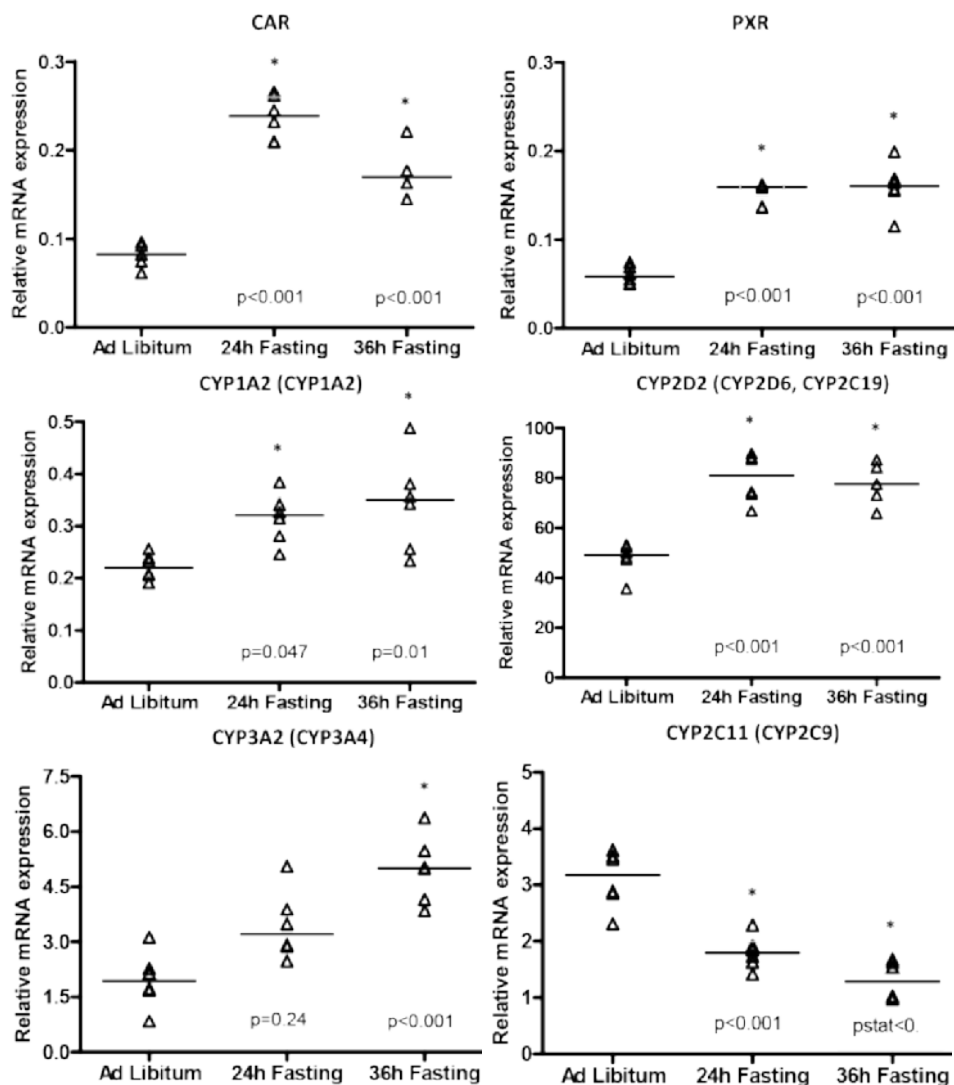 CAR
Relative mRNA expression
0.3
0.2
0.1
0.0
*
*
p<0.001
p<0.001
Ad Libitum 24h Fasting 36h Fasting
PXR
Relative mRNA expression
0.3
0.2
0.1
0.0
*
*
p<0.001
p<0.001
Ad Libitum 24h Fasting 36h Fasting
CYP1A2 (CYP1A2)
Relative mRNA expression
0.5
0.4
0.3
0.2
0.1
0.0
*
*
p=0.047
p=0.01
Ad Libitum 24h Fasting 36h Fasting
CYP2D2 (CYP2D6, CYP2C19)
Relative mRNA expression
100
80
60
40
20
0
*
*
p<0.001
p<0.001
Ad Libitum 24h Fasting 36h Fasting
CYP3A2 (CYP3A4)
Relative mRNA expression
7.5
6.0
4.5
3.0
1.5
0.0
*
p=0.24
p<0.001
Ad Libitum 24h Fasting 36h Fasting
CYP2C11 (CYP2C9)
Relative mRNA expression
5
4
3
2
1
0
*
*
p<0.001
pstat<0.
Ad Libitum 24h Fasting 36h Fasting